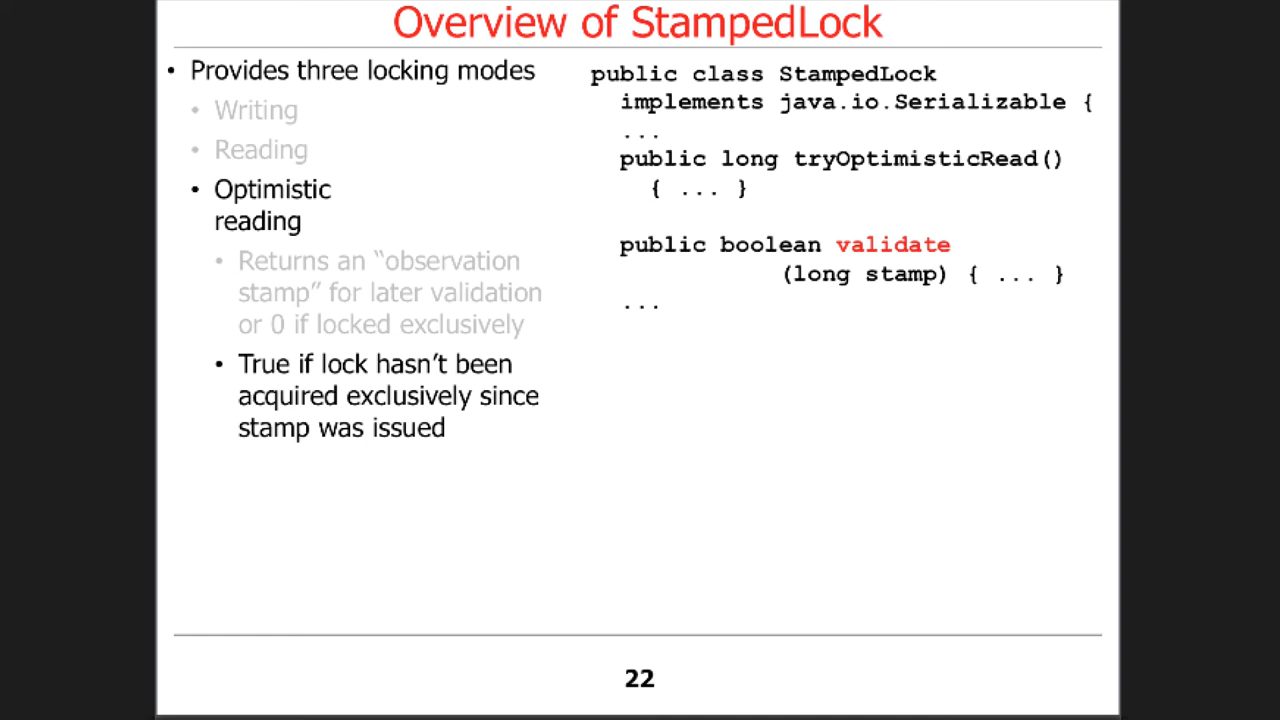 Overview of StampedLock
• Provides three locking modes
• Writing
• Reading
• Optimistic
reading
• Returns an “observation
stamp” for later validation
or 0 if locked exclusively
• True if lock hasn’t been
acquired exclusively since
stamp was issued
public class StampedLock
implements java.io.Serializable {
...
public long tryOptimisticRead()
{ ... }
public boolean validate
(long stamp) { ... }
...
22